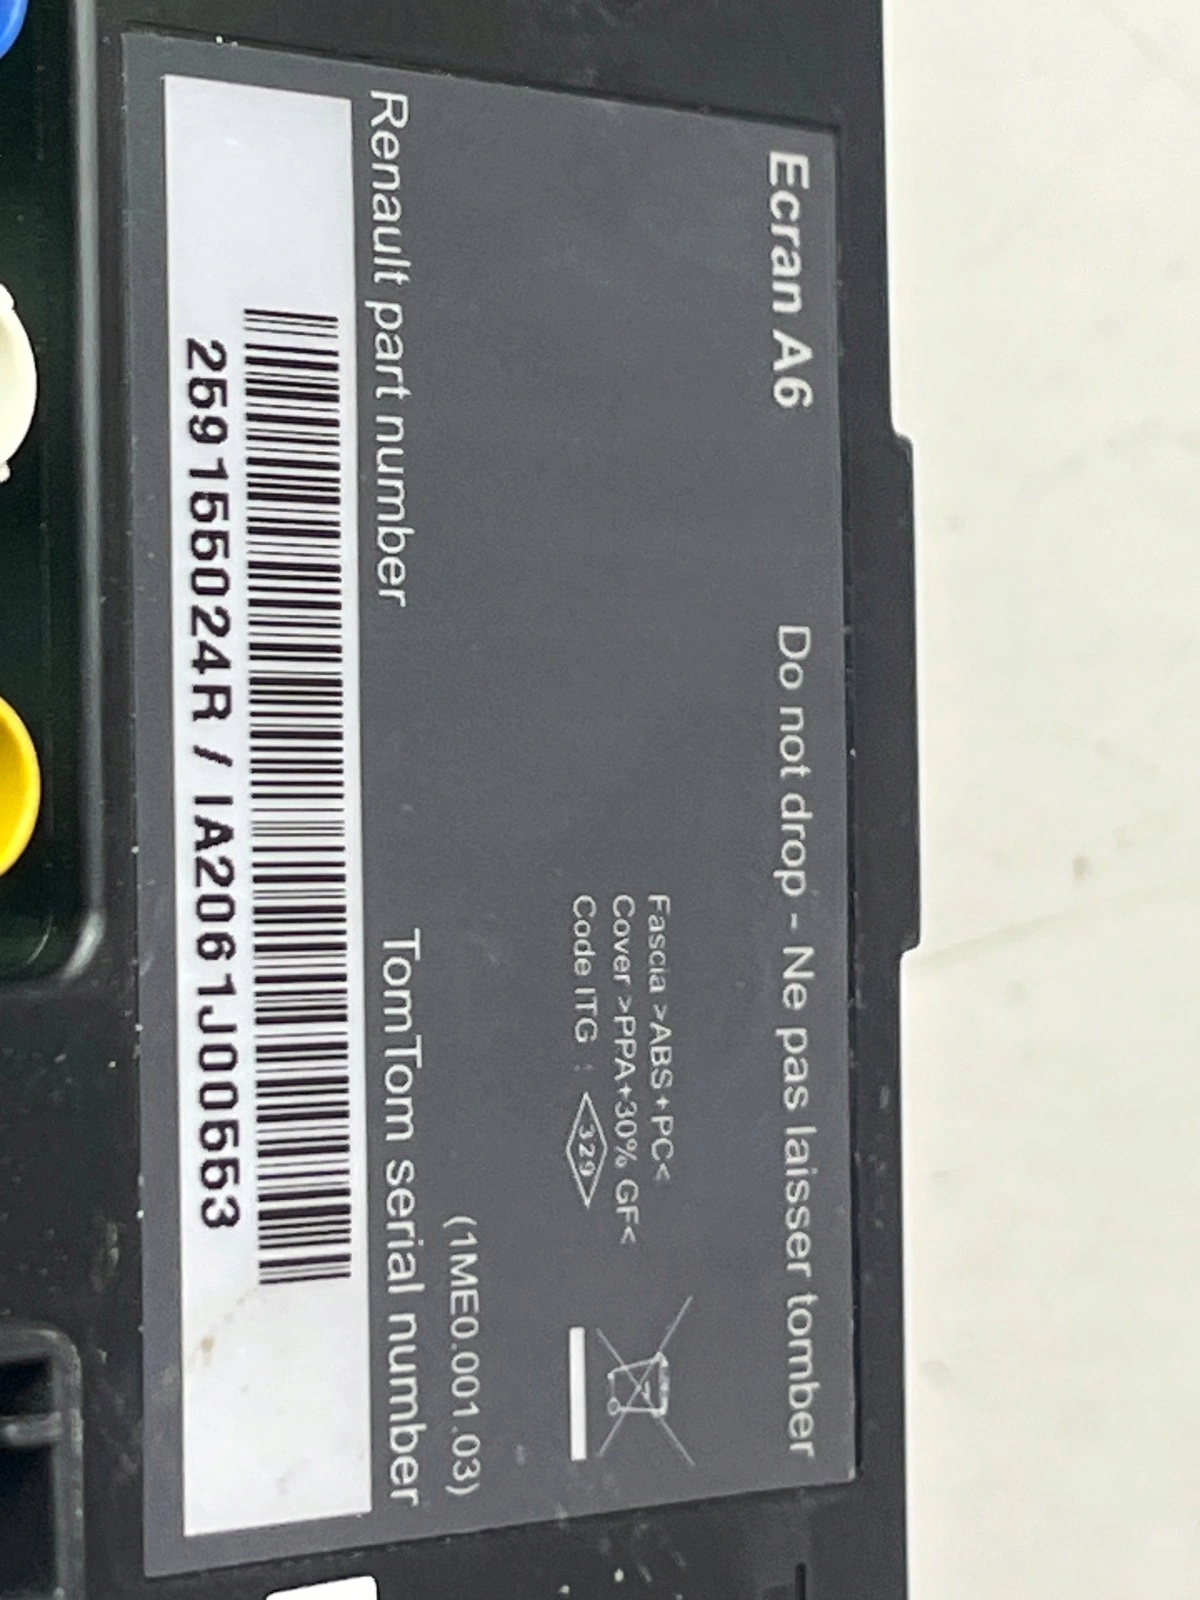 Ecran A6
Do not drop - Ne pas laisser tomber
Fascia >ABS+PC<
Cover >PPA+30% GF<
Code ITG : 329
(1ME0.001.03)
Renault part number
TomTom serial number
259155024R / IA2061J00553